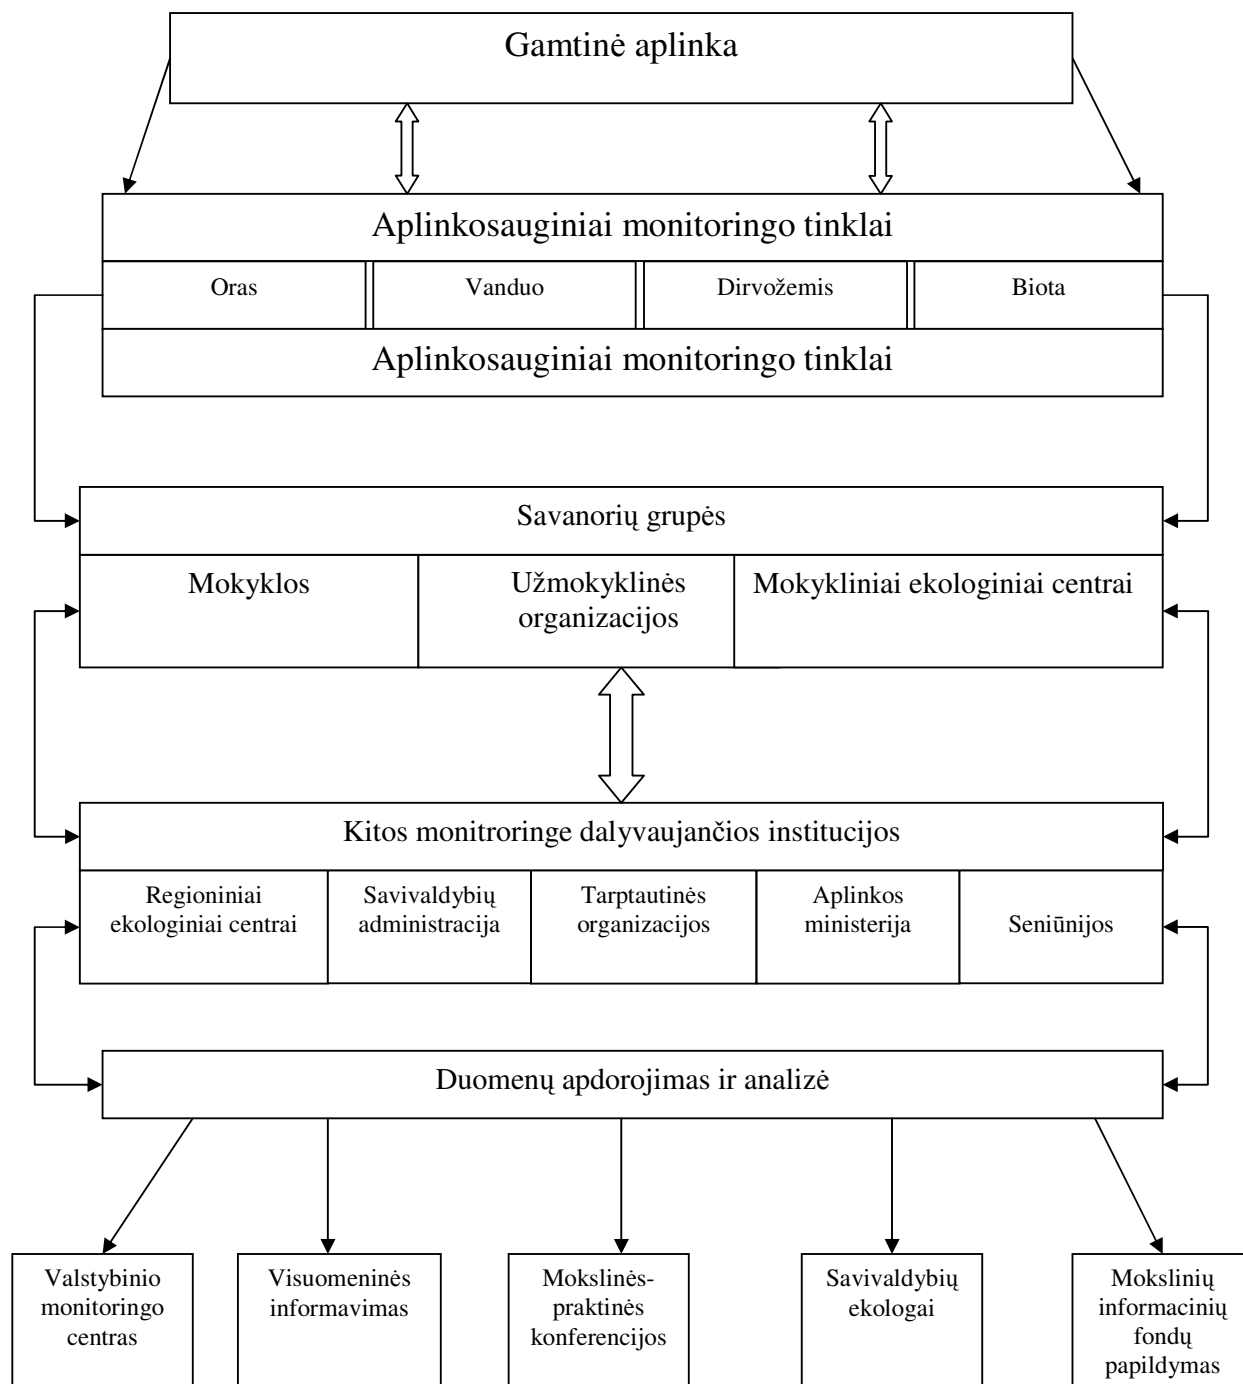 Gamtinė aplinka
Aplinkosauginiai monitoringo tinklai
Oras
Vanduo
Dirvožemis
Biota
Aplinkosauginiai monitoringo tinklai
Savanorių grupės
Mokyklos
Užmokyklinės
organizacijos
Mokykliniai ekologiniai centrai
Kitos monitroringe dalyvaujančios institucijos
Regioniniai
ekologiniai centrai
Savivaldybių
administracija
Tarptautinės
organizacijos
Aplinkos
ministerija
Seniūnijos
Duomenų apdorojimas ir analizė
Valstybinio
monitoringo
centras
Visuomeninės
informavimas
Mokslinės-
praktinės
konferencijos
Savivaldybių
ekologai
Mokslinių
informacinių
fondų
papildymas